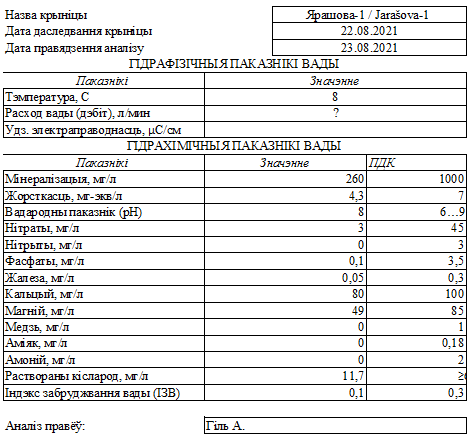 Назва крыніцы Ярашова-1 / Jarašova-1
Дата даследвання крыніцы 22.08.2021
Дата правядзення аналізу 23.08.2021
ГІДРАФІЗІЧНЫЯ ПАКАЗНІКІ ВАДЫ
Паказнікі Значэнне
Тэмпература, С 8
Расход вады (дэбіт), л/мин ?
Удз. электраправоднасць, µС/см
ГІДРАХІМІЧНЫЯ ПАКАЗНІКІ ВАДЫ
Паказнікі Значэнне ПДК
Мінералізацыя, мг/л 260 1000
Жорсткасць, мг-экв/л 4,3 7
Вадародны паказнік (pH) 8 6…9
Нітраты, мг/л 3 45
Нітрыты, мг/л 0 3
Фасфаты, мг/л 0,1 3,5
Жалеза, мг/л 0,05 0,3
Кальцый, мг/л 80 100
Магній, мг/л 49 85
Медзь, мг/л 0 1
Аміяк, мг/л 0 0,18
Амоній, мг/л 0 2
Раствораны кісларод, мг/л 11,7
Індэкс забруджвання вады (ІЗВ) 0,1 0,3
Аналіз правёў: Гіль А.